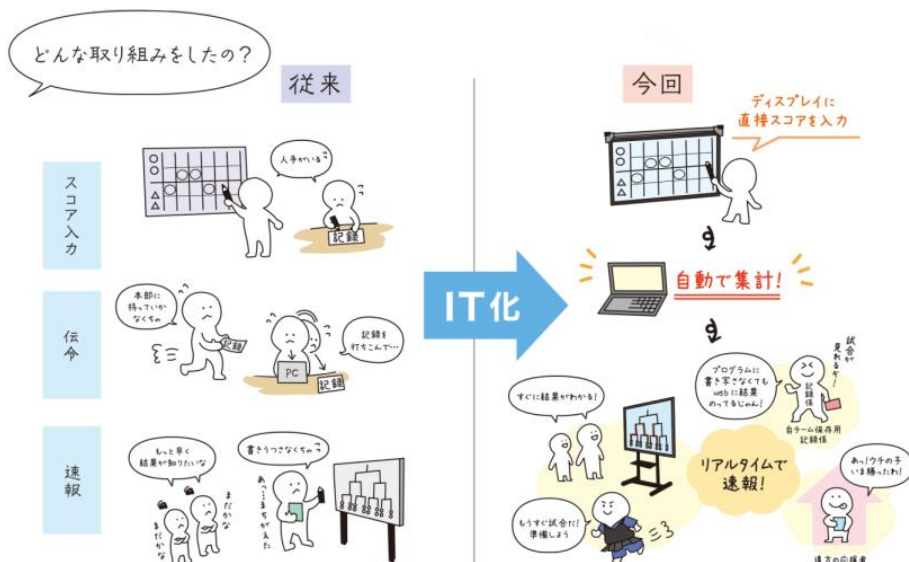 どんな取り組みをしたの？
従来
今回
スコア入力
人手がいる
記録
ディスプレイに
直接スコアを入力
自動で集計！
IT化
伝令
本部に
持っていか
なくちゃ
記録
PC
記録を
打ちこんで…
記録
速報
もっと早く
結果が知りたいな
まだかな
まだかな
書きうつさなくちゃ
あっ…まちがえた
すぐに結果がわかる！
もうすぐ試合だ！
準備しよう
リアルタイムで
速報！
プログラムに
書き写さなくても
webに結果
のってるじゃん！
試合が
見れるぞ！
記録係
自チーム保存用
記録係
あっ！ウチの子
いま勝ったわ！
遠方の応援者